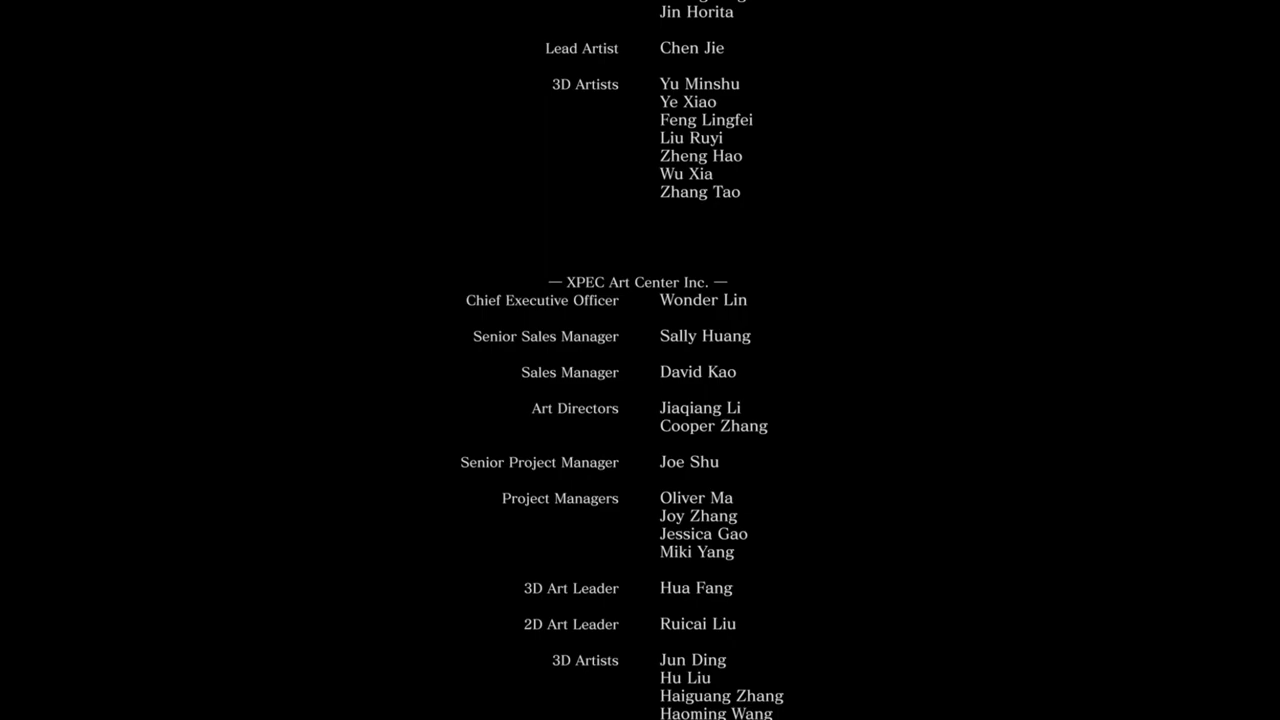 Jin Horita
Lead Artist Chen Jie
3D Artists Yu Minshu
Ye Xiao
Feng Lingfei
Liu Ruyi
Zheng Hao
Wu Xia
Zhang Tao
— XPEC Art Center Inc. —
Chief Executive Officer Wonder Lin
Senior Sales Manager Sally Huang
Sales Manager David Kao
Art Directors Jiaqiang Li
Cooper Zhang
Senior Project Manager Joe Shu
Project Managers Oliver Ma
Joy Zhang
Jessica Gao
Miki Yang
3D Art Leader Hua Fang
2D Art Leader Ruicai Liu
3D Artists Jun Ding
Hu Liu
Haiguang Zhang
Haoming Wang